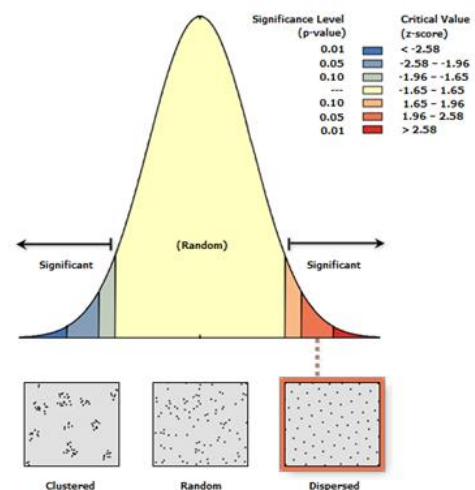 Significance Level Critical Value
(p-value) (z-score)
0.01 < -2.58
0.05 -2.58 – -1.96
0.10 -1.96 – -1.65
--- -1.65 – 1.65
0.10 1.65 – 1.96
0.05 1.96 – 2.58
0.01 > 2.58
Significant (Random) Significant
Clustered Random Dispersed